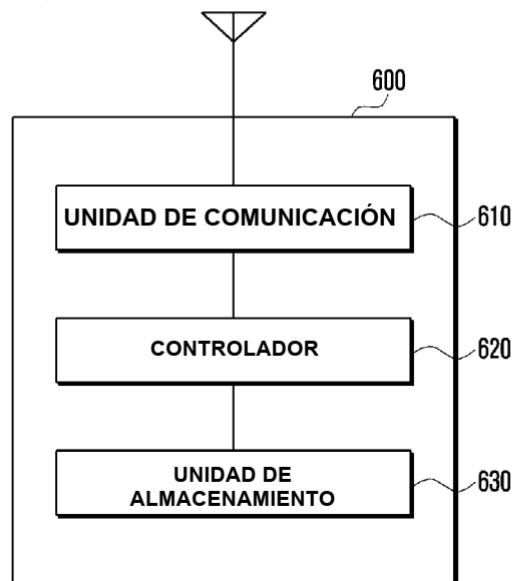 600
UNIDAD DE COMUNICACIÓN
610
CONTROLADOR
620
UNIDAD DE
ALMACENAMIENTO
630